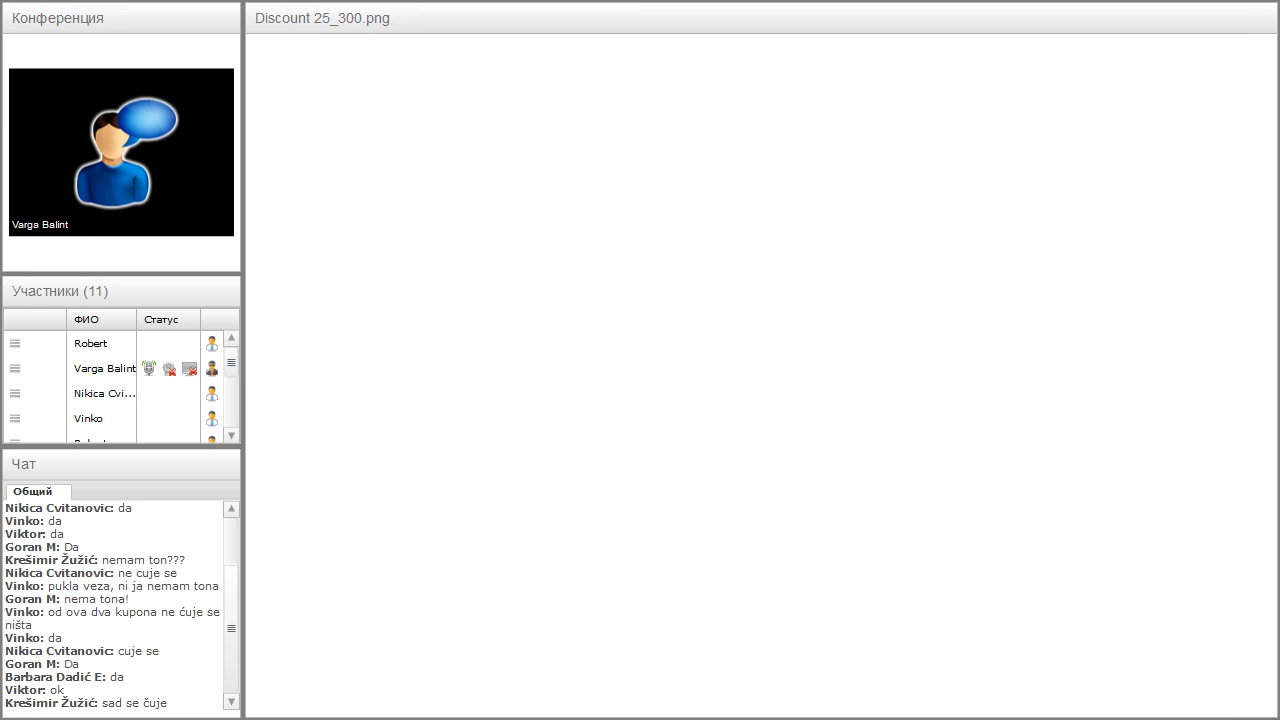 Конференция
Varga Balint
Участники (11)
ФИО Статус
Robert
Varga Balint
Nikica Cvi...
Vinko
Чат
Общий
Nikica Cvitanovic: da
Vinko: da
Viktor: da
Goran M: Da
Krešimir Žužić: nemam ton???
Nikica Cvitanovic: ne cuje se
Vinko: pukla veza, ni ja nemam tona
Goran M: nema tona!
Vinko: od ova dva kupona ne ćuje se
ništa
Vinko: da
Nikica Cvitanovic: cuje se
Goran M: Da
Barbara Dadić E: da
Viktor: ok
Krešimir Žužić: sad se čuje
Discount 25_300.png